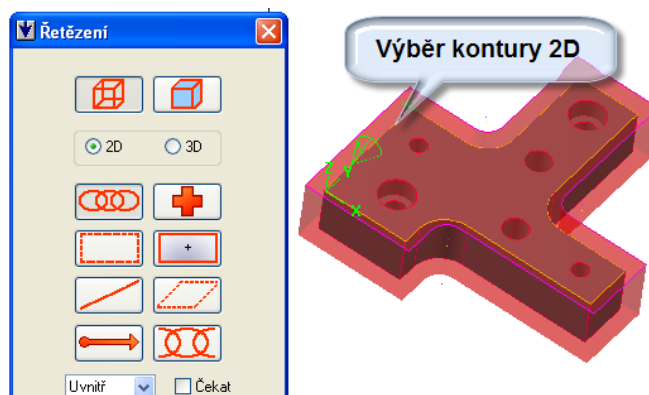 Řetězení
2D
3D
Uvnitř
Čekat
Výběr kontury 2D
Z
Y
X